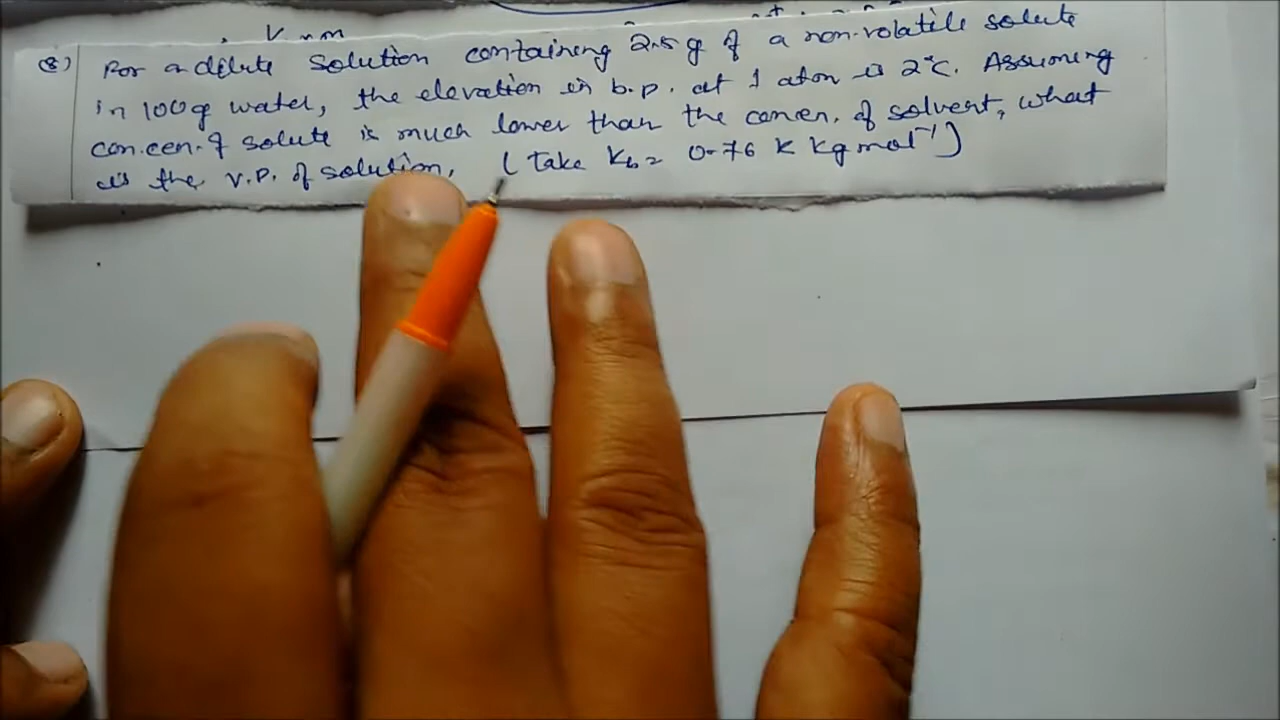 (8) For a dilute solution containing 2.5 g of a non-volatile solute
in 100 g water, the elevation in b.p. at 1 atm is 2°C. Assuming
concen. of solute is much lower than the concen. of solvent, what
is the V.P. of solution, (take Kb = 0.76 K kg mol⁻¹)